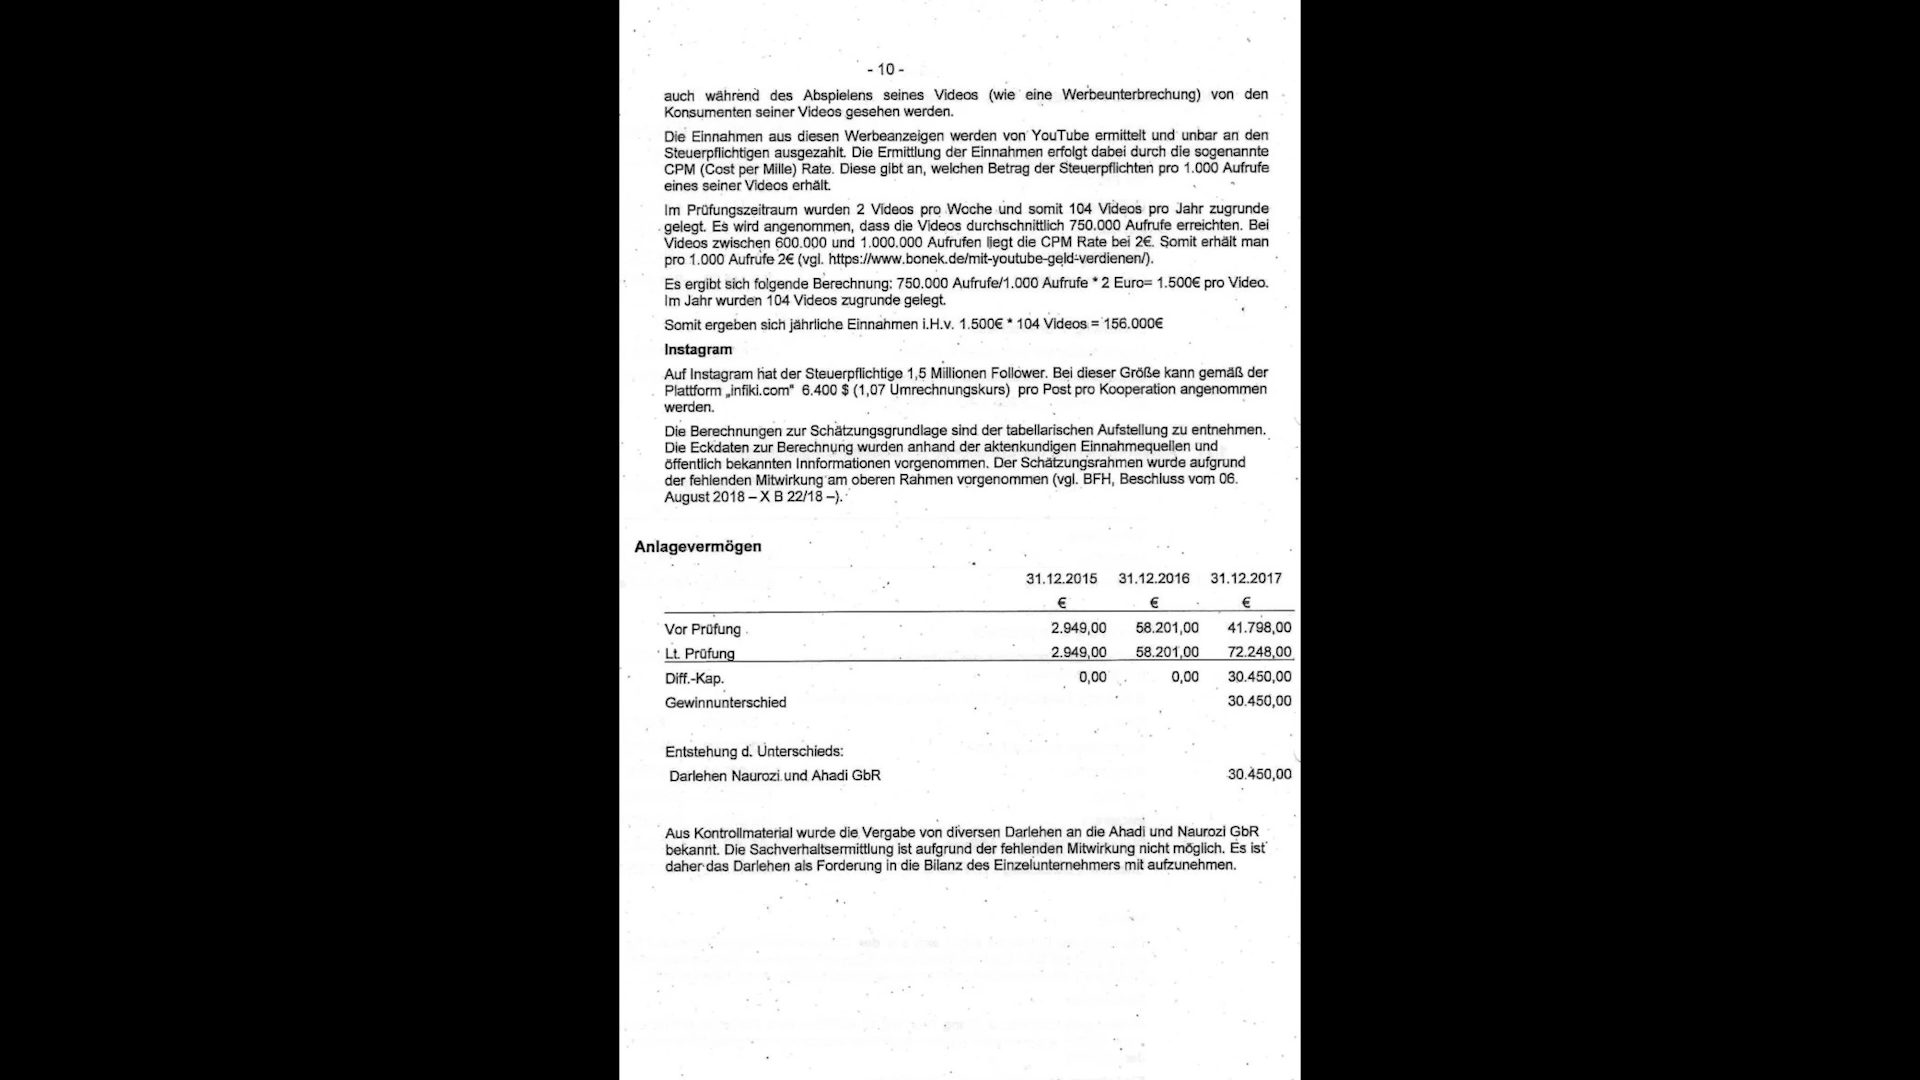 - 10 -
auch während des Abspielens seines Videos (wie eine Werbeunterbrechung) von den
Konsumenten seiner Videos gesehen werden.
Die Einnahmen aus diesen Werbeanzeigen werden von YouTube ermittelt und unbar an den
Steuerpflichtigen ausgezahlt. Die Ermittlung der Einnahmen erfolgt dabei durch die sogenannte
CPM (Cost per Mille) Rate. Diese gibt an, welchen Betrag der Steuerpflichten pro 1.000 Aufrufe
eines seiner Videos erhält.
Im Prüfungszeitraum wurden 2 Videos pro Woche und somit 104 Videos pro Jahr zugrunde
gelegt. Es wird angenommen, dass die Videos durchschnittlich 750.000 Aufrufe erreichten. Bei
Videos zwischen 600.000 und 1.000.000 Aufrufen liegt die CPM Rate bei 2€. Somit erhält man
pro 1.000 Aufrufe 2€ (vgl. https://www.bonek.de/mit-youtube-geld-verdienen/).
Es ergibt sich folgende Berechnung: 750.000 Aufrufe/1.000 Aufrufe * 2 Euro= 1.500€ pro Video.
Im Jahr wurden 104 Videos zugrunde gelegt.
Somit ergeben sich jährliche Einnahmen i.H.v. 1.500€ * 104 Videos = 156.000€
Instagram
Auf Instagram hat der Steuerpflichtige 1,5 Millionen Follower. Bei dieser Größe kann gemäß der
Plattform „infiki.com“ 6.400 $ (1,07 Umrechnungskurs) pro Post pro Kooperation angenommen
werden.
Die Berechnungen zur Schätzungsgrundlage sind der tabellarischen Aufstellung zu entnehmen.
Die Eckdaten zur Berechnung wurden anhand der aktenkundigen Einnahmequellen und
öffentlich bekannten Innformationen vorgenommen. Der Schätzungsrahmen wurde aufgrund
der fehlenden Mitwirkung am oberen Rahmen vorgenommen (vgl. BFH, Beschluss vom 06.
August 2018 – X B 22/18 –).
Anlagevermögen
31.12.2015 31.12.2016 31.12.2017
€ € €
Vor Prüfung 2.949,00 58.201,00 41.798,00
Lt. Prüfung 2.949,00 58.201,00 72.248,00
Diff.-Kap. 0,00 0,00 30.450,00
Gewinnunterschied 30.450,00
Entstehung d. Unterschieds:
Darlehen Naurozi und Ahadi GbR 30.450,00
Aus Kontrollmaterial wurde die Vergabe von diversen Darlehen an die Ahadi und Naurozi GbR
bekannt. Die Sachverhaltsermittlung ist aufgrund der fehlenden Mitwirkung nicht möglich. Es ist
daher das Darlehen als Forderung in die Bilanz des Einzelunternehmers mit aufzunehmen.